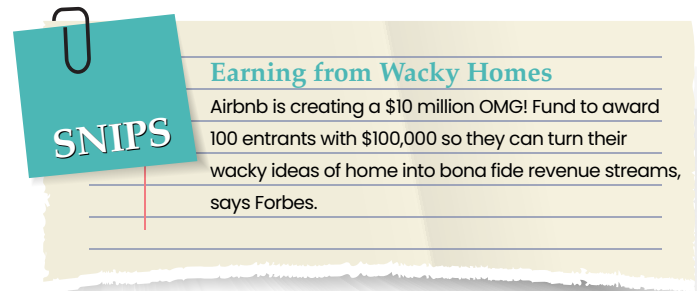 SNIPS
Earning from Wacky Homes
Airbnb is creating a $10 million OMG! Fund to award
100 entrants with $100,000 so they can turn their
wacky ideas of home into bona fide revenue streams,
says Forbes.